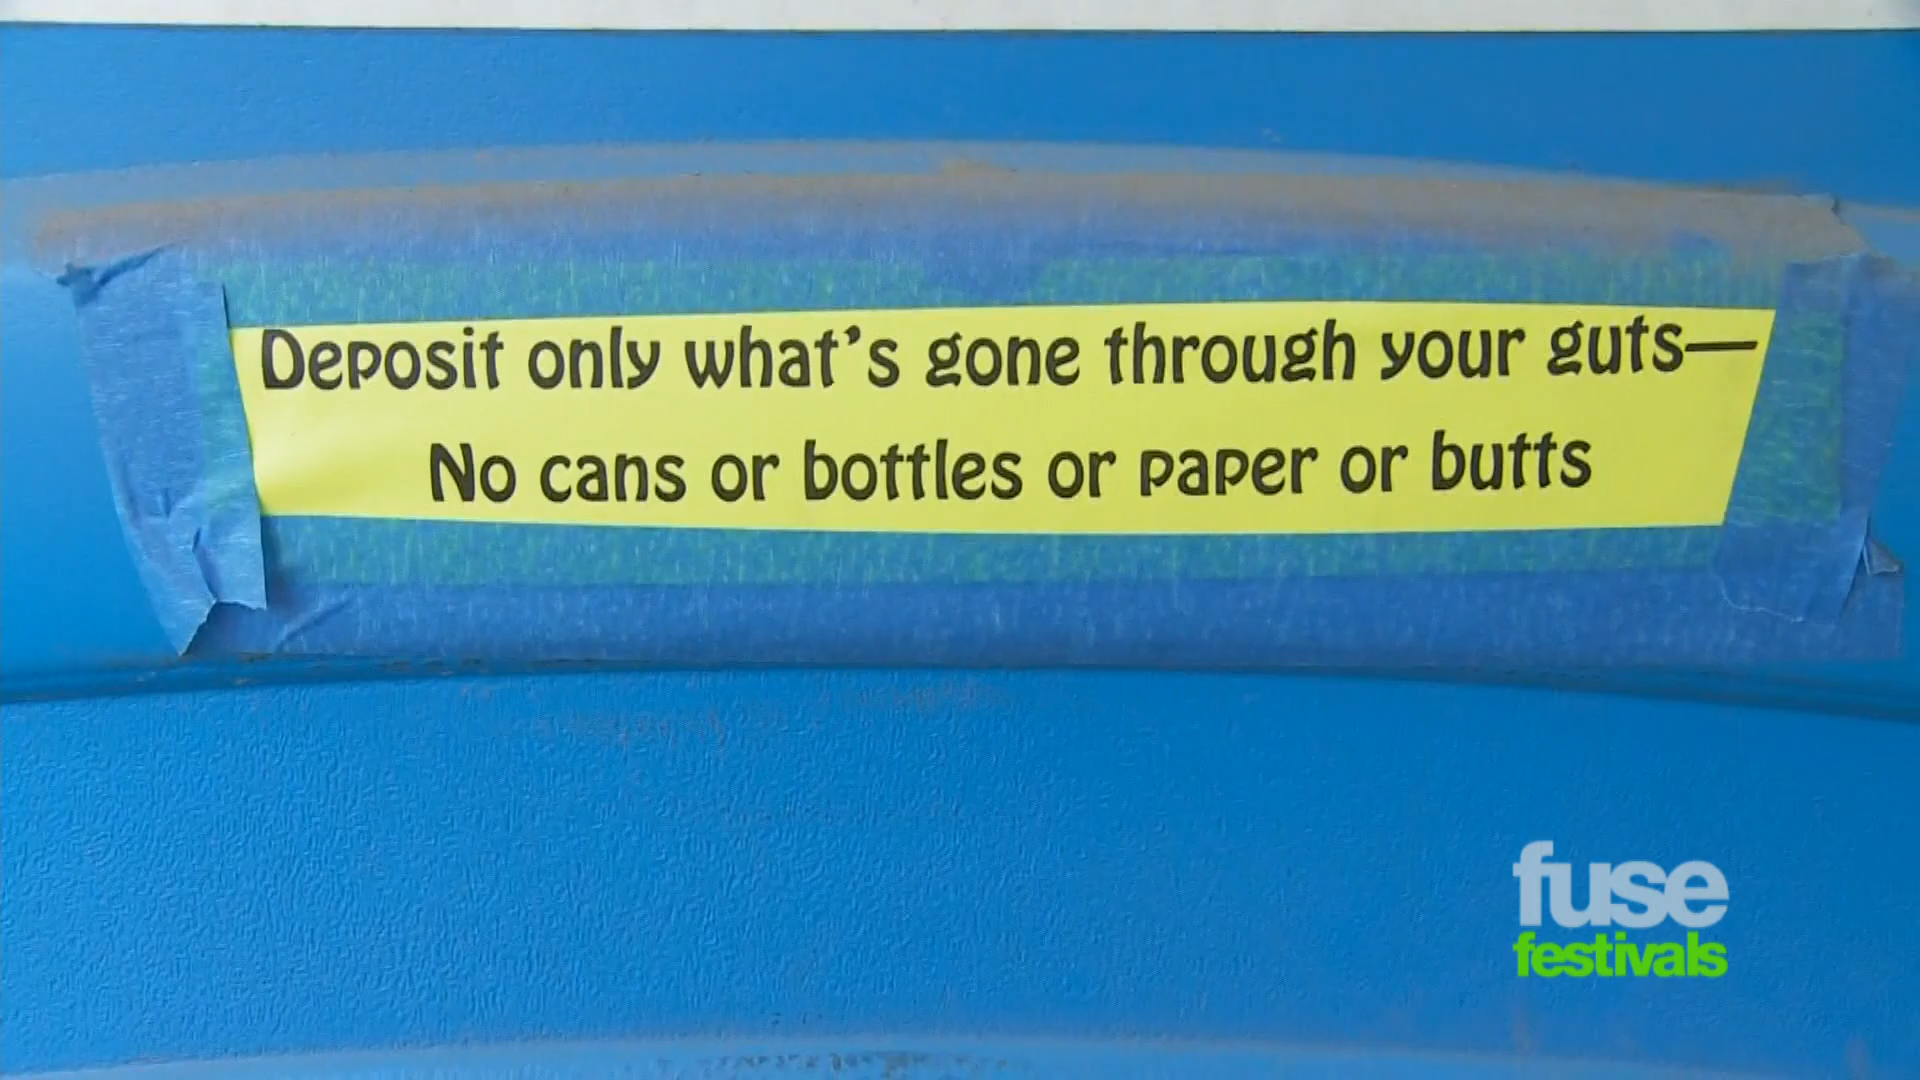 Deposit only what's gone through your guts—
No cans or bottles or paper or butts
fuse
festivals